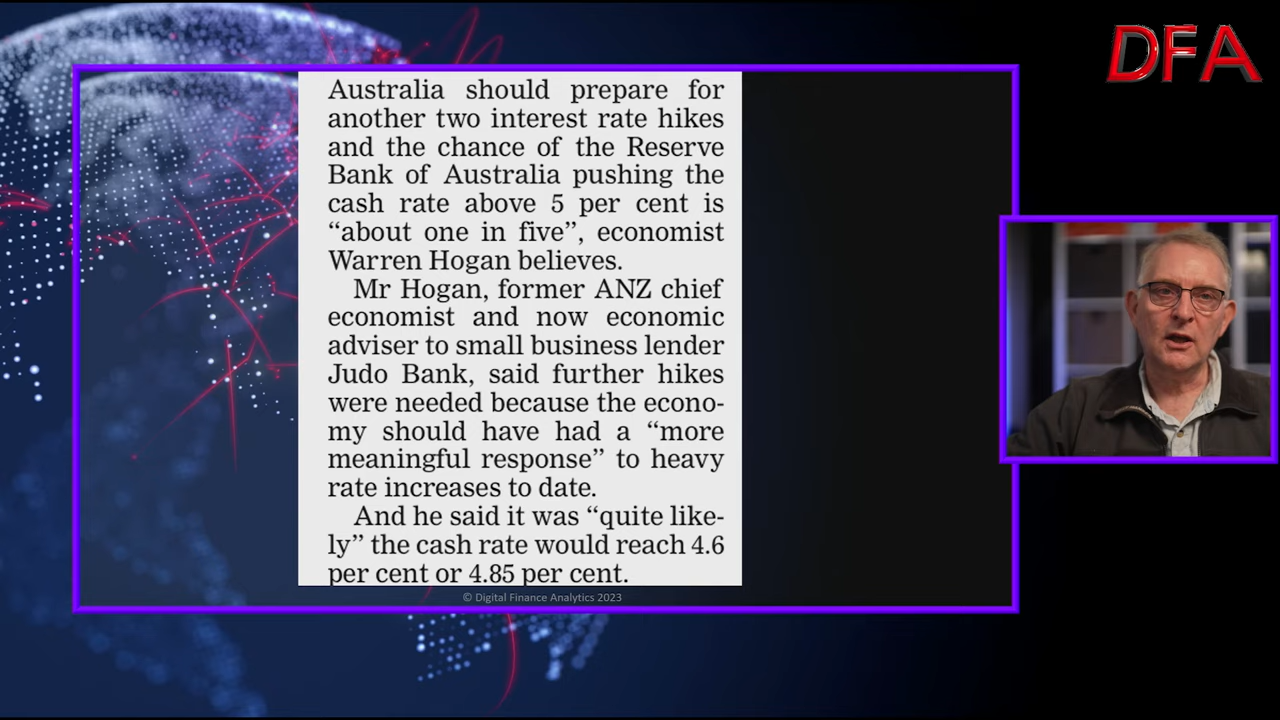 DFA
Australia should prepare for
another two interest rate hikes
and the chance of the Reserve
Bank of Australia pushing the
cash rate above 5 per cent is
“about one in five”, economist
Warren Hogan believes.
Mr Hogan, former ANZ chief
economist and now economic
adviser to small business lender
Judo Bank, said further hikes
were needed because the econo-
my should have had a “more
meaningful response” to heavy
rate increases to date.
And he said it was “quite like-
ly” the cash rate would reach 4.6
per cent or 4.85 per cent.
© Digital Finance Analytics 2023